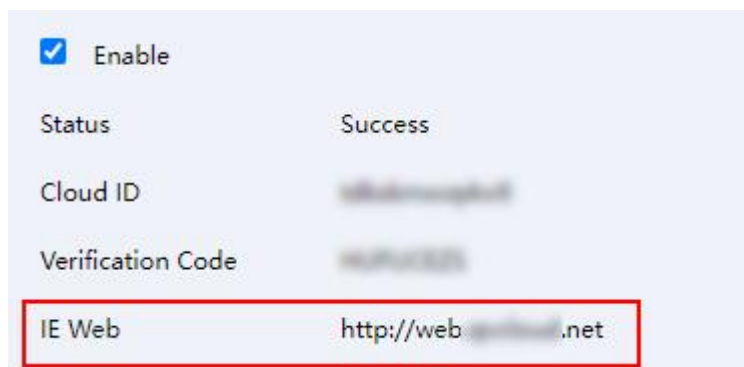 Enable
Status Success
Cloud ID
Verification Code
IE Web http://web .net